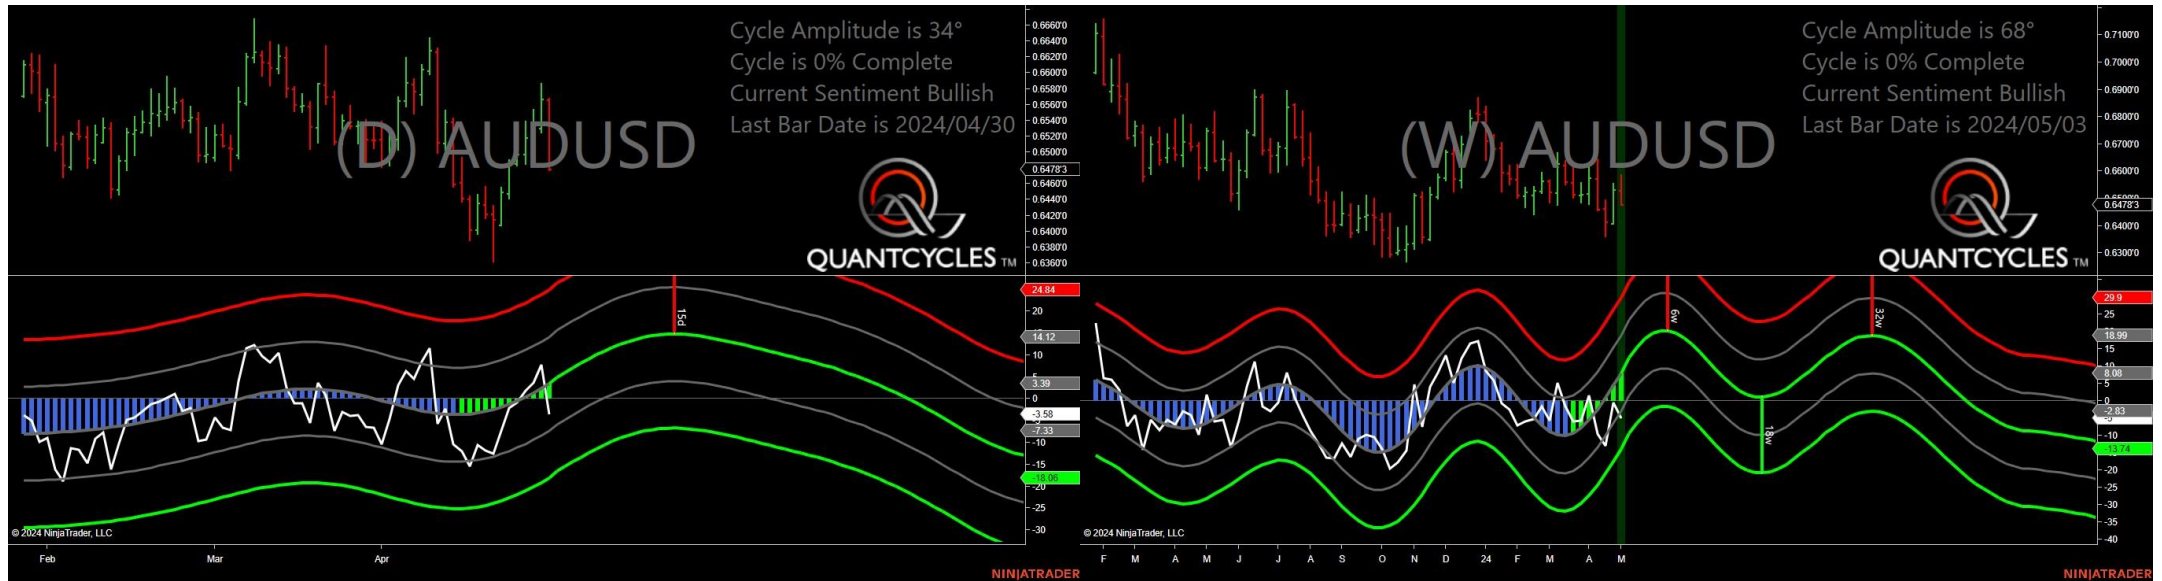 Cycle Amplitude is 34°
Cycle is 0% Complete
Current Sentiment Bullish
Last Bar Date is 2024/04/30
(D) AUDUSD
QUANTCYCLES TM
0.6660'0
0.6640'0
0.6620'0
0.6600'0
0.6580'0
0.6560'0
0.6540'0
0.6520'0
0.6500'0
0.6478'3
0.6460'0
0.6440'0
0.6420'0
0.6400'0
0.6380'0
0.6360'0
15d
24.84
20
14.12
10
5
3.39
0
-3.58
-7.33
-10
-15
-18.06
-20
-25
-30
© 2024 NinjaTrader, LLC
Feb
Mar
Apr
NINJATRADER
Cycle Amplitude is 68°
Cycle is 0% Complete
Current Sentiment Bullish
Last Bar Date is 2024/05/03
(W) AUDUSD
QUANTCYCLES TM
0.7100'0
0.7000'0
0.6900'0
0.6800'0
0.6700'0
0.6600'0
0.6478'3
0.6400'0
0.6300'0
6w
32w
18w
29.9
25
18.99
15
8.08
5
0
-2.83
-5
-10
-13.74
-20
-25
-30
-35
-40
© 2024 NinjaTrader, LLC
F M A M J J A S O N D 24 F M A M
NINJATRADER